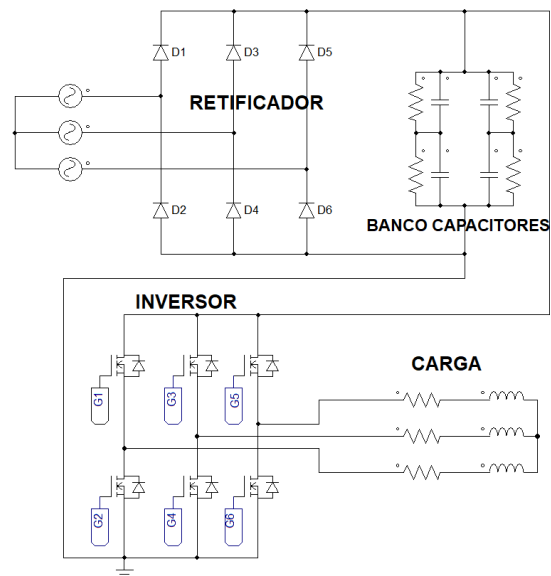 D1
D3
D5
RETIFICADOR
D2
D4
D6
BANCO CAPACITORES
INVERSOR
CARGA
G1
G3
G5
G2
G4
G6